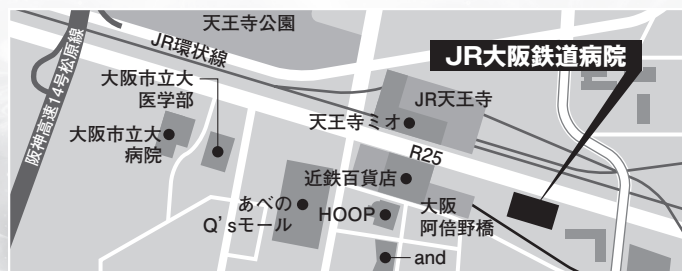 天王寺公園
JR環状線
JR大阪鉄道病院
阪神高速14号松原線
大阪市立大
医学部
JR天王寺
大阪市立大
病院
天王寺ミオ
R25
近鉄百貨店
あべの
Q'sモール
HOOP
大阪
阿倍野橋
and